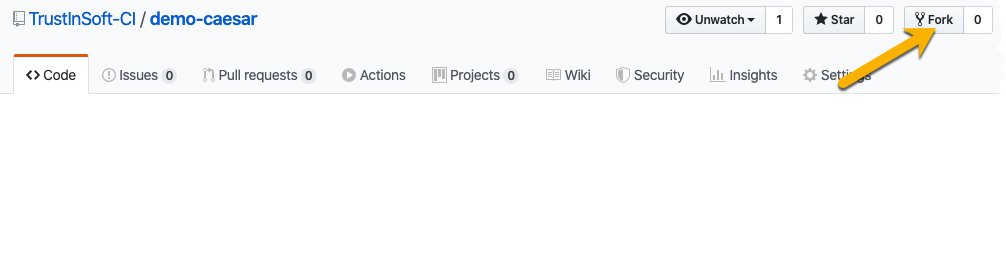 TrustInSoft-CI / demo-caesar
Unwatch 1 Star 0 Fork 0
Code Issues 0 Pull requests 0 Actions Projects 0 Wiki Security Insights Settings